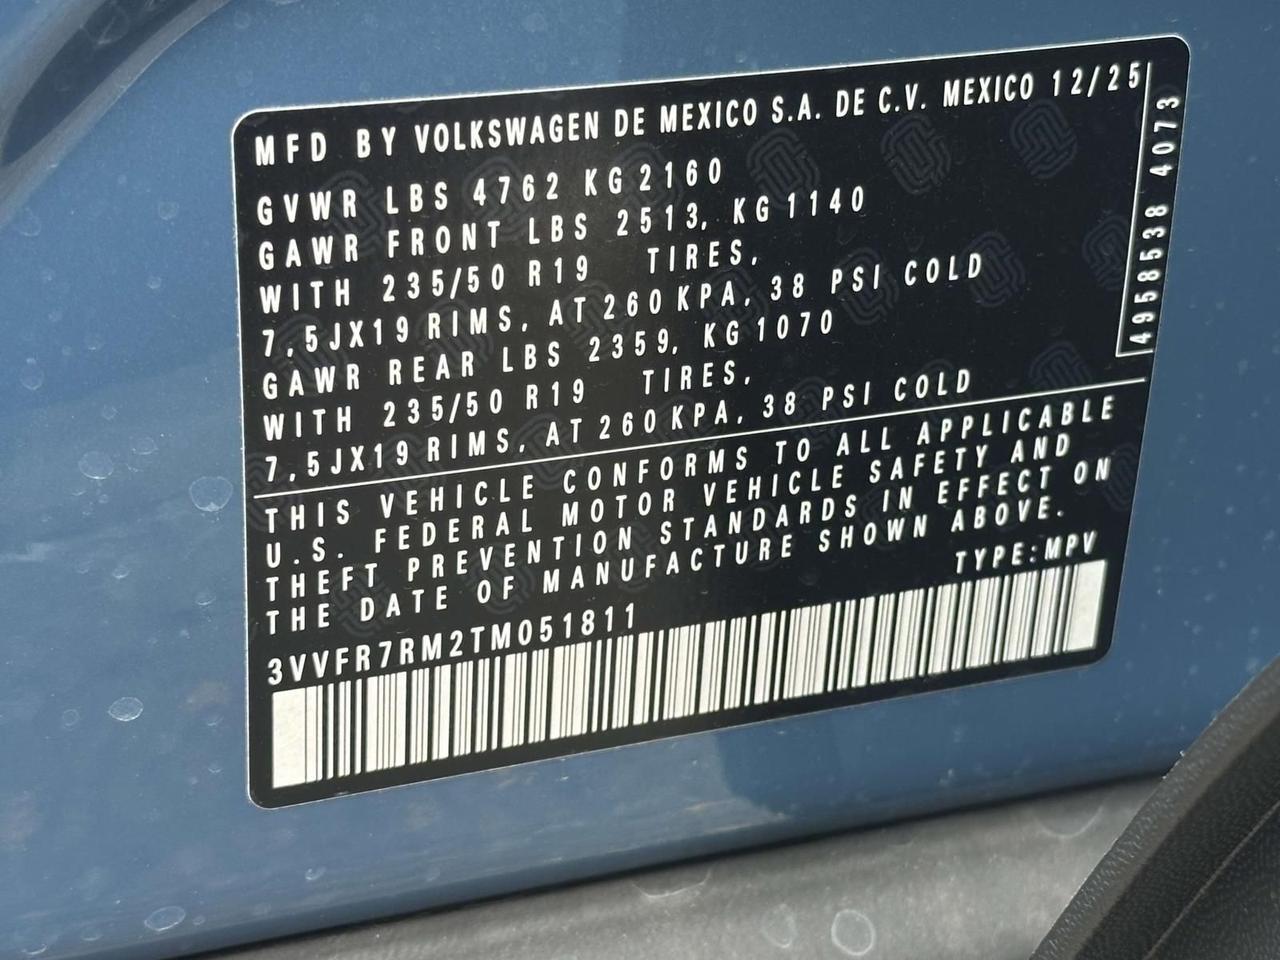 MFD BY VOLKSWAGEN DE MEXICO S.A. DE C.V. MEXICO 12/25
GVWR LBS 4762 KG 2160
GAWR FRONT LBS 2513, KG 1140
WITH 235/50 R19 TIRES,
7,5JX19 RIMS, AT 260 KPA, 38 PSI COLD
GAWR REAR LBS 2359, KG 1070
WITH 235/50 R19 TIRES,
7,5JX19 RIMS, AT 260 KPA, 38 PSI COLD
4958538 4073
THIS VEHICLE CONFORMS TO ALL APPLICABLE
U.S. FEDERAL MOTOR VEHICLE SAFETY AND
THEFT PREVENTION STANDARDS IN EFFECT ON
THE DATE OF MANUFACTURE SHOWN ABOVE.
TYPE:MPV
3VVFR7RM2TM051811